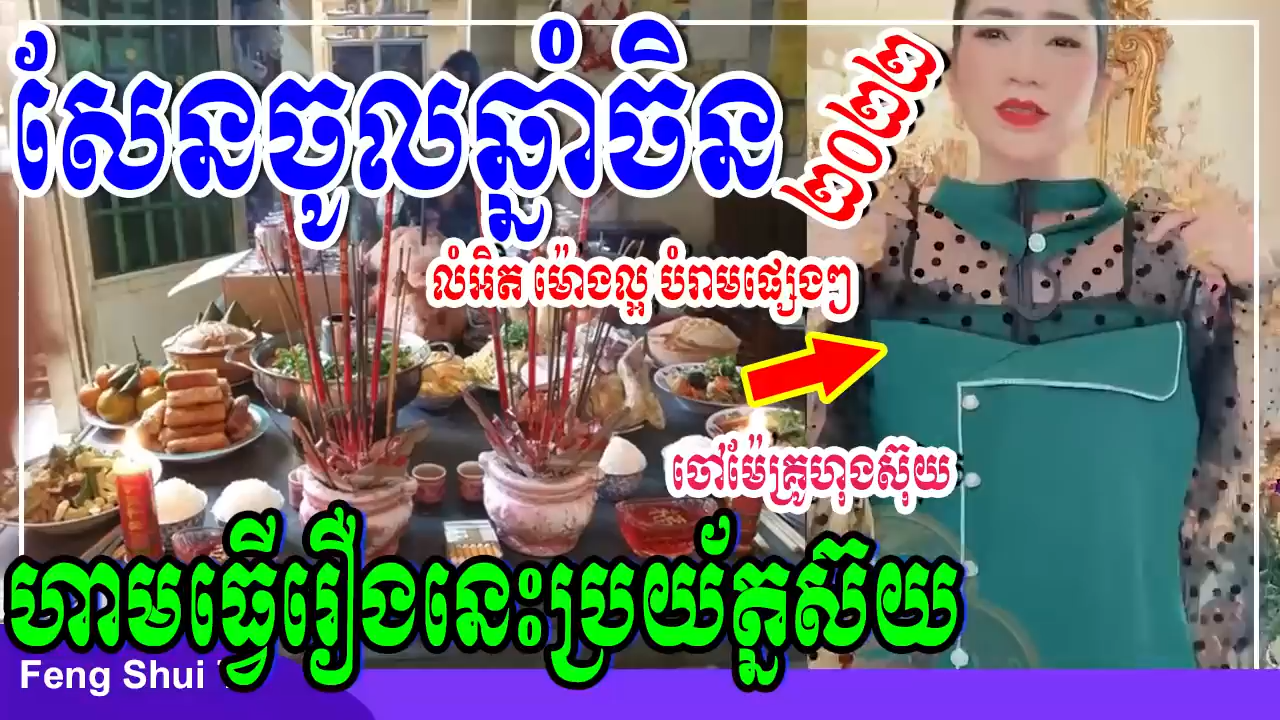 សែនចូលឆ្នាំចិន
២០២៥
លំអិត ម៉ោងល្អ បំរាមផ្សេងៗ
ចៅម៉ែគ្រូហុងស៊ុយ
ហាមធ្វើរឿងនេះប្រយ័ត្នស៊យ
Feng Shui